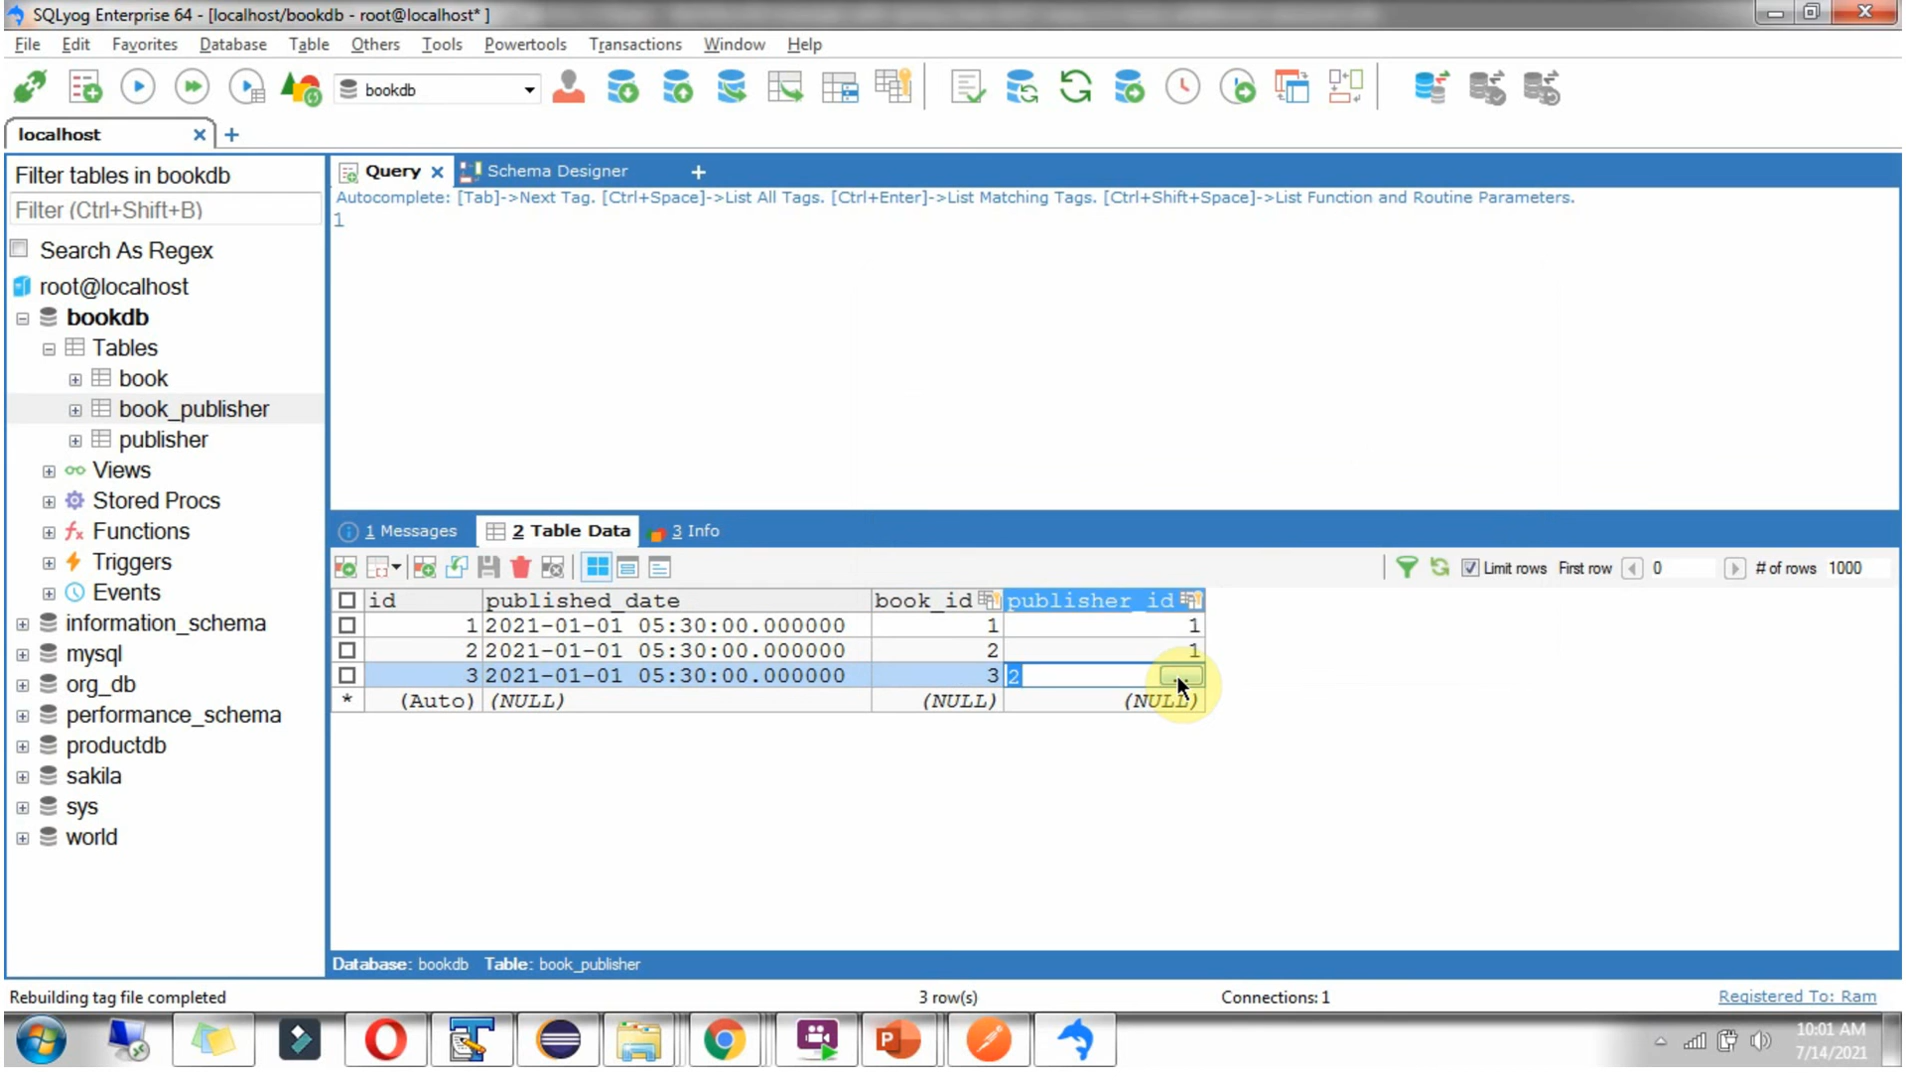 SQLyog Enterprise 64 - [localhost/bookdb - root@localhost* ]
File Edit Favorites Database Table Others Tools Powertools Transactions Window Help
bookdb
localhost
Filter tables in bookdb
Filter (Ctrl+Shift+B)
Search As Regex
root@localhost
bookdb
Tables
book
book_publisher
publisher
Views
Stored Procs
Functions
Triggers
Events
information_schema
mysql
org_db
performance_schema
productdb
sakila
sys
world
Query Schema Designer
Autocomplete: [Tab]->Next Tag. [Ctrl+Space]->List All Tags. [Ctrl+Enter]->List Matching Tags. [Ctrl+Shift+Space]->List Function and Routine Parameters.
1
1 Messages 2 Table Data 3 Info
Limit rows First row 0 # of rows 1000
id published_date book_id publisher_id
1 2021-01-01 05:30:00.000000 1 1
2 2021-01-01 05:30:00.000000 2 1
3 2021-01-01 05:30:00.000000 3 2 ...
* (Auto) (NULL) (NULL) (NULL)
Database: bookdb Table: book_publisher
Rebuilding tag file completed 3 row(s) Connections: 1 Registered To: Ram
10:01 AM
7/14/2021